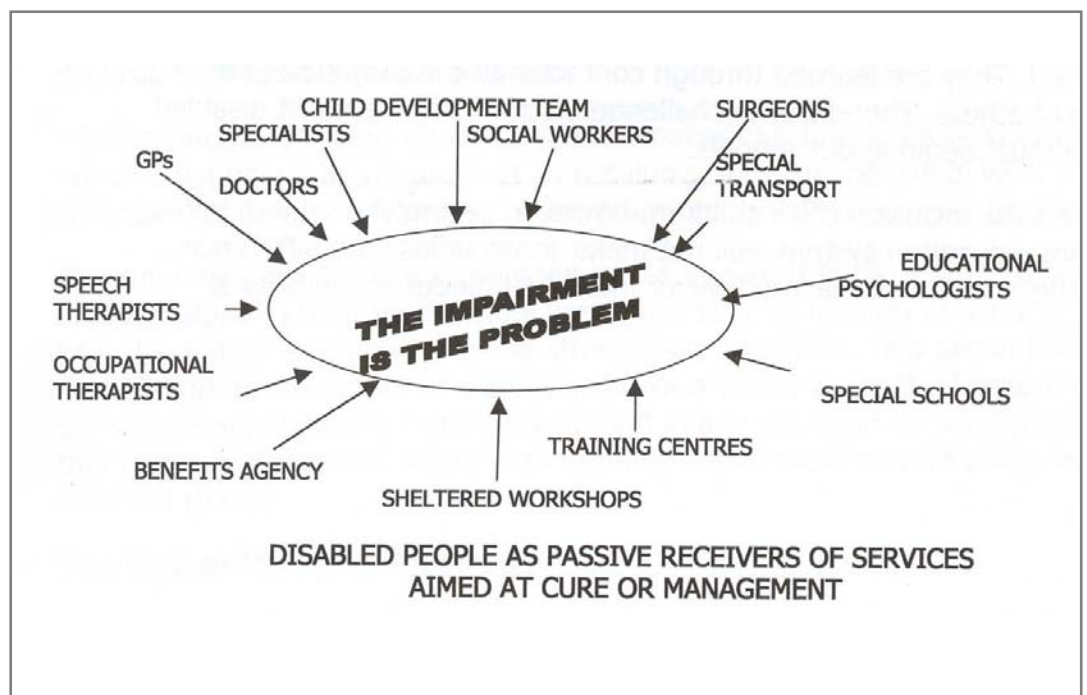 CHILD DEVELOPMENT TEAM
SURGEONS
SPECIALISTS
SOCIAL WORKERS
GPs
DOCTORS
SPECIAL
TRANSPORT
EDUCATIONAL
PSYCHOLOGISTS
SPEECH
THERAPISTS
THE IMPAIRMENT
IS THE PROBLEM
OCCUPATIONAL
THERAPISTS
SPECIAL SCHOOLS
BENEFITS AGENCY
TRAINING CENTRES
SHELTERED WORKSHOPS
DISABLED PEOPLE AS PASSIVE RECEIVERS OF SERVICES
AIMED AT CURE OR MANAGEMENT